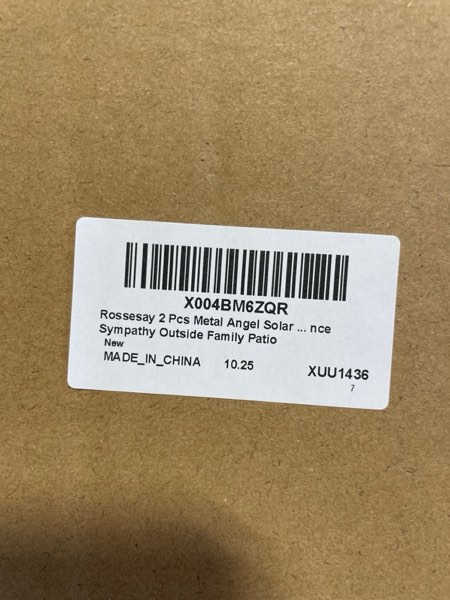 X004BM6ZQR
Rossesay 2 Pcs Metal Angel Solar ... nce
Sympathy Outside Family Patio
New
MADE_IN_CHINA 10.25 XUU1436
7